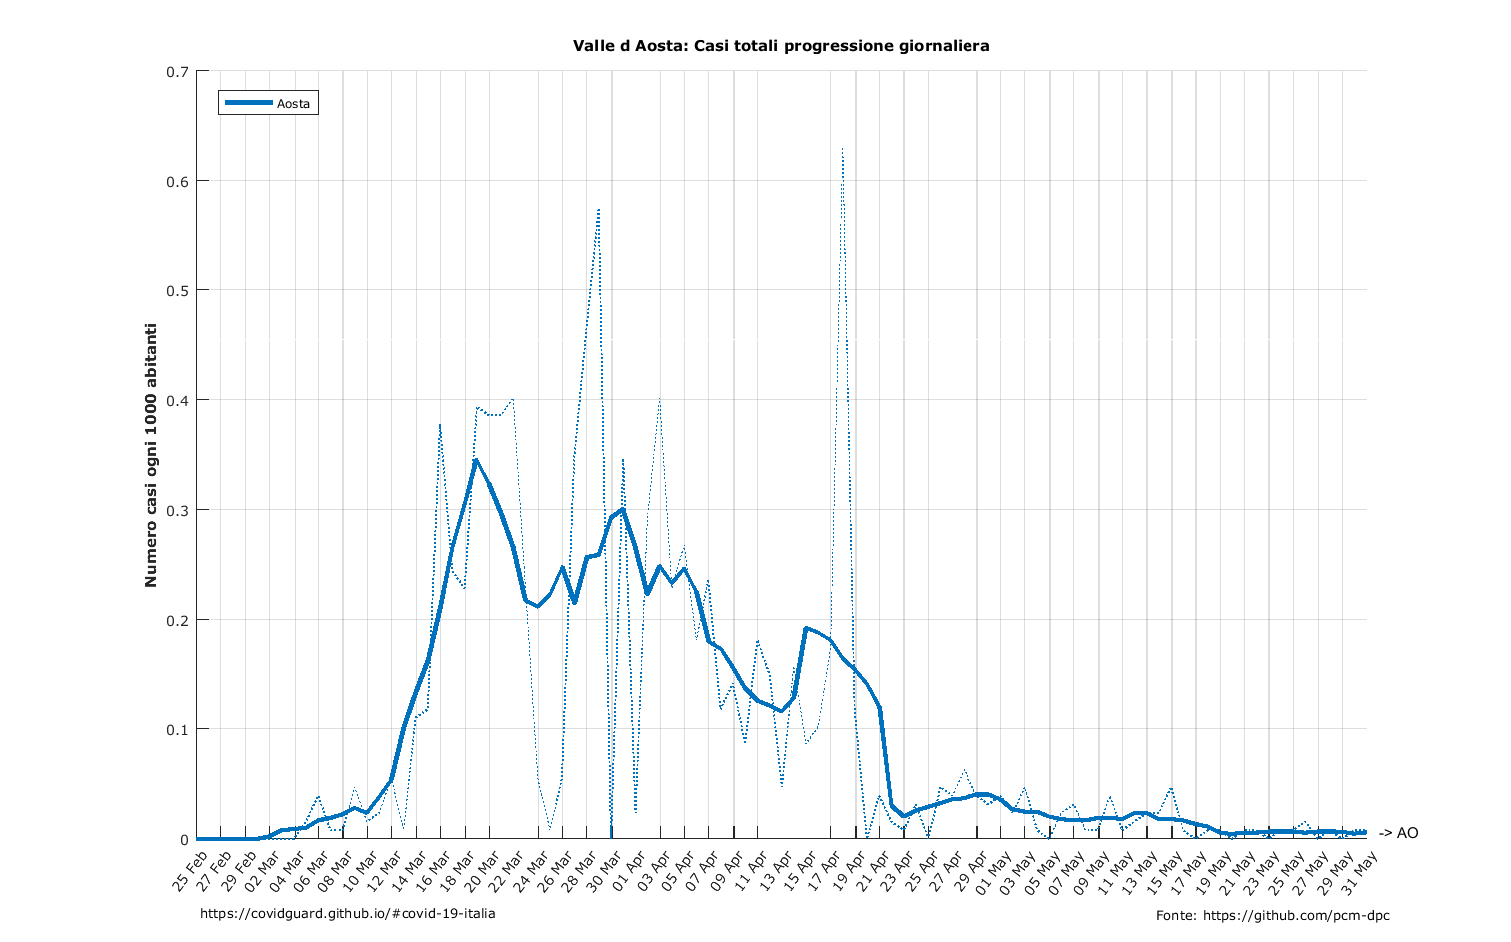 Valle d Aosta: Casi totali progressione giornaliera
Aosta
Numero casi ogni 1000 abitanti
0.7
0.6
0.5
0.4
0.3
0.2
0.1
0
-> AO
25 Feb
27 Feb
29 Feb
02 Mar
04 Mar
06 Mar
08 Mar
10 Mar
12 Mar
14 Mar
16 Mar
18 Mar
20 Mar
22 Mar
24 Mar
26 Mar
28 Mar
30 Mar
01 Apr
03 Apr
05 Apr
07 Apr
09 Apr
11 Apr
13 Apr
15 Apr
17 Apr
19 Apr
21 Apr
23 Apr
25 Apr
27 Apr
29 Apr
01 May
03 May
05 May
07 May
09 May
11 May
13 May
15 May
17 May
19 May
21 May
23 May
25 May
27 May
29 May
31 May
https://covidguard.github.io/#covid-19-italia
Fonte: https://github.com/pcm-dpc